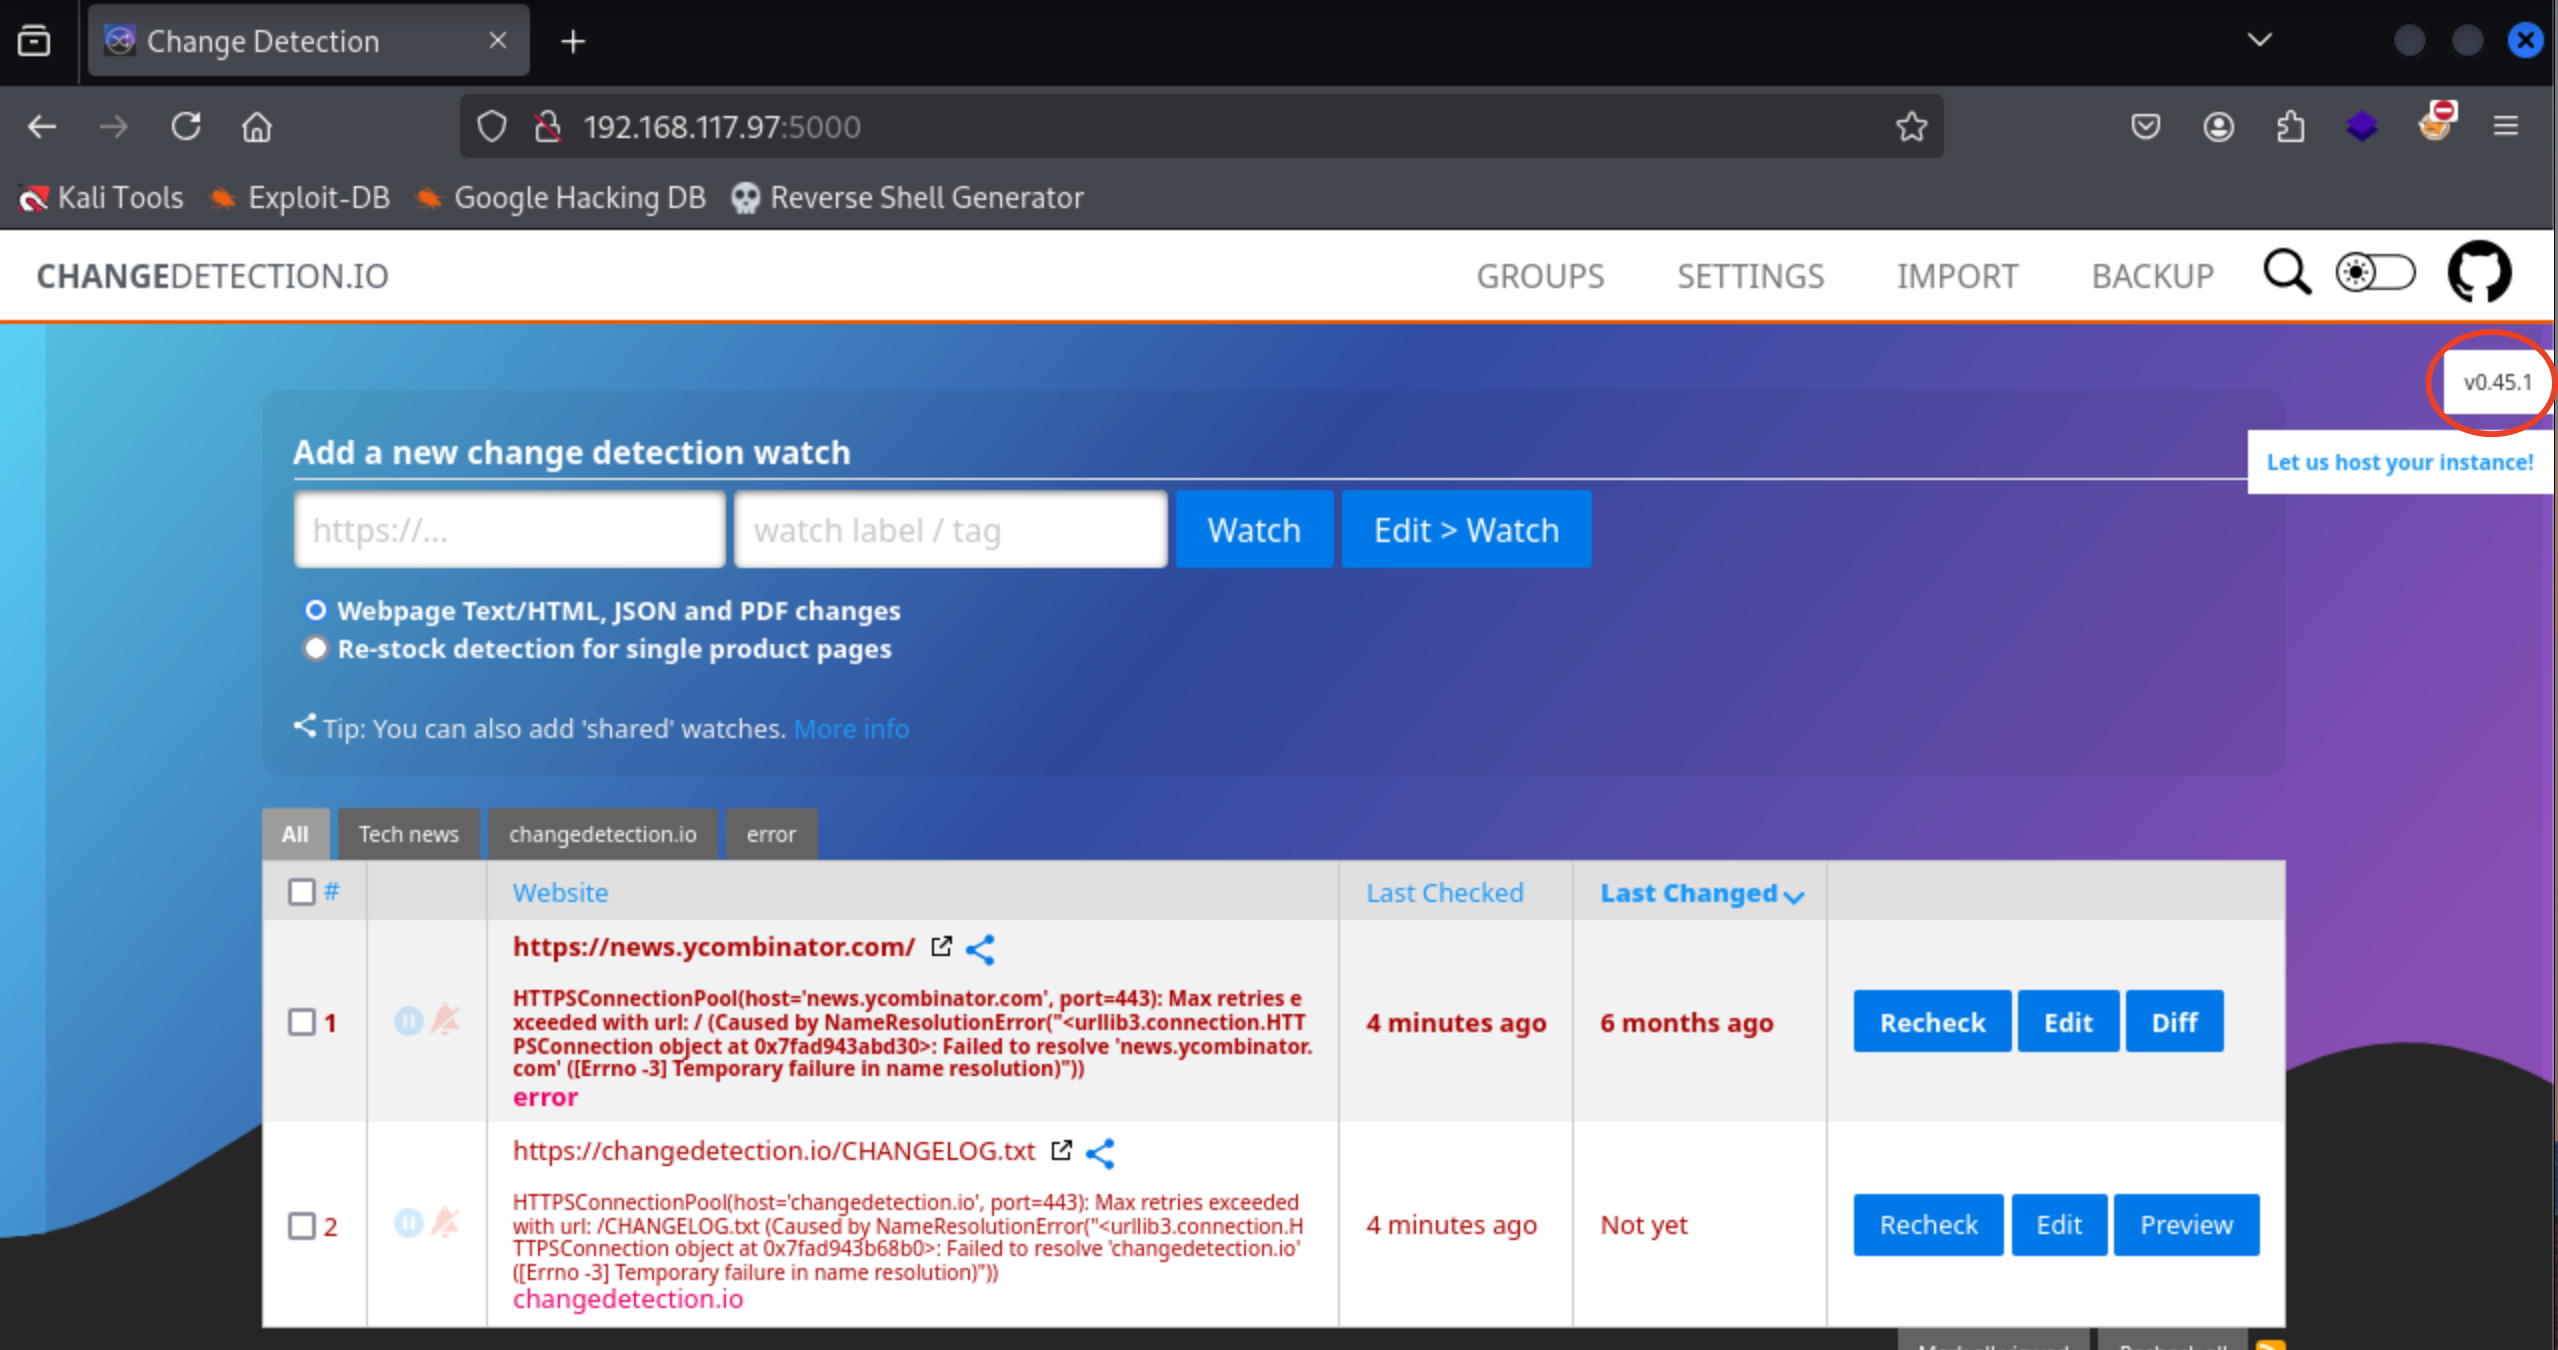 Change Detection
192.168.117.97:5000
Kali Tools Exploit-DB Google Hacking DB Reverse Shell Generator
CHANGEDETECTION.IO GROUPS SETTINGS IMPORT BACKUP
v0.45.1
Let us host your instance!
Add a new change detection watch
https://... watch label / tag Watch Edit > Watch
Webpage Text/HTML, JSON and PDF changes
Re-stock detection for single product pages
Tip: You can also add 'shared' watches. More info
All Tech news changedetection.io error
# Website Last Checked Last Changed
https://news.ycombinator.com/
HTTPSConnectionPool(host='news.ycombinator.com', port=443): Max retries e
xceeded with url: / (Caused by NameResolutionError("<urllib3.connection.HTT
PSConnection object at 0x7fad943abd30>: Failed to resolve 'news.ycombinator.
com' ([Errno -3] Temporary failure in name resolution)"))
error
1 4 minutes ago 6 months ago Recheck Edit Diff
https://changedetection.io/CHANGELOG.txt
HTTPSConnectionPool(host='changedetection.io', port=443): Max retries exceeded
with url: /CHANGELOG.txt (Caused by NameResolutionError("<urllib3.connection.H
TTPSConnection object at 0x7fad943b68b0>: Failed to resolve 'changedetection.io'
([Errno -3] Temporary failure in name resolution)"))
changedetection.io
2 4 minutes ago Not yet Recheck Edit Preview